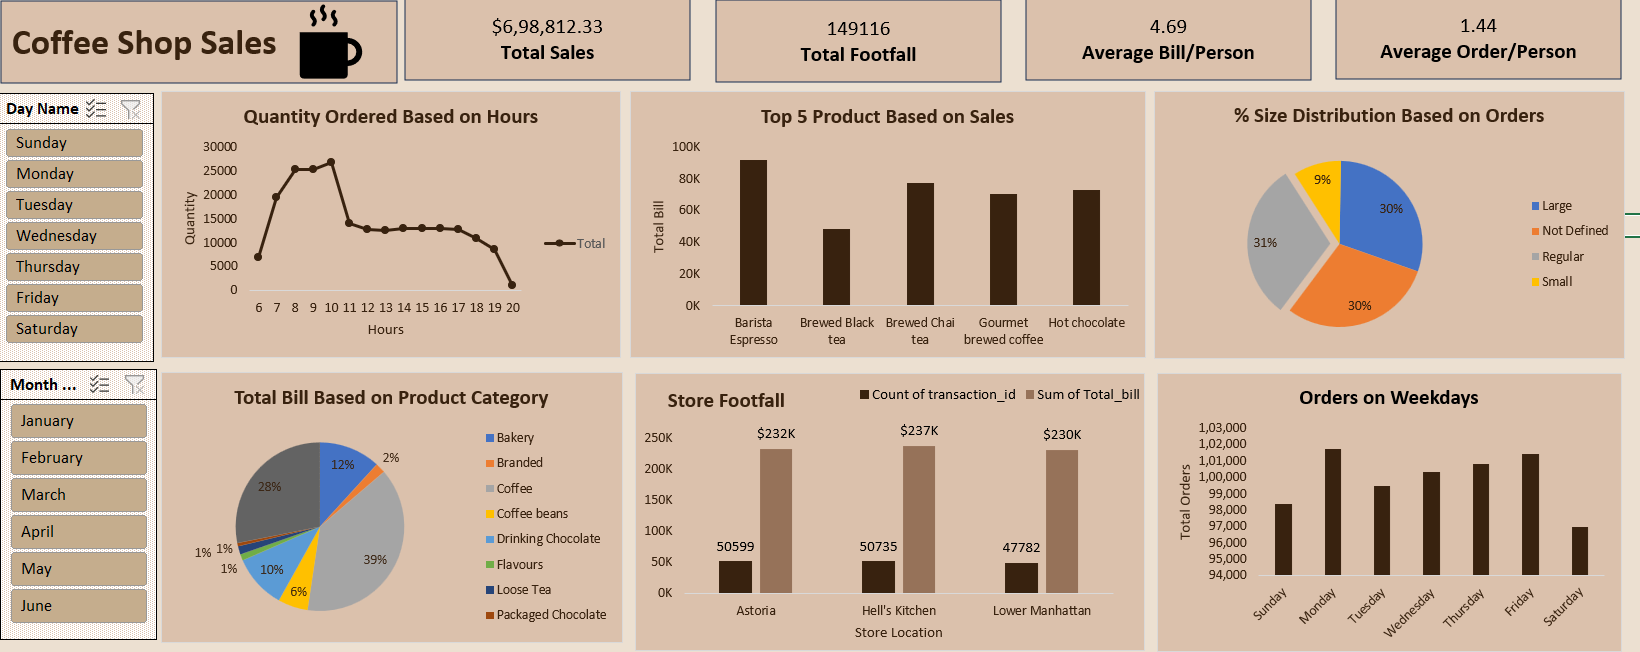 Coffee Shop Sales
$6,98,812.33
Total Sales
149116
Total Footfall
4.69
Average Bill/Person
1.44
Average Order/Person
Day Name
Sunday
Monday
Tuesday
Wednesday
Thursday
Friday
Saturday
Month ...
January
February
March
April
May
June
Quantity Ordered Based on Hours
Quantity
30000
25000
20000
15000
10000
5000
0
6 7 8 9 10 11 12 13 14 15 16 17 18 19 20
Hours
Total
Top 5 Product Based on Sales
Total Bill
100K
80K
60K
40K
20K
0K
Barista
Espresso
Brewed Black
tea
Brewed Chai
tea
Gourmet
brewed coffee
Hot chocolate
% Size Distribution Based on Orders
9%
30%
31%
30%
Large
Not Defined
Regular
Small
Total Bill Based on Product Category
12%
2%
28%
39%
1%
1%
1%
10%
6%
Bakery
Branded
Coffee
Coffee beans
Drinking Chocolate
Flavours
Loose Tea
Packaged Chocolate
Store Footfall
Count of transaction_id
Sum of Total_bill
250K
200K
150K
100K
50K
0K
$232K
$237K
$230K
50599
50735
47782
Astoria
Hell's Kitchen
Lower Manhattan
Store Location
Orders on Weekdays
Total Orders
1,03,000
1,02,000
1,01,000
1,00,000
99,000
98,000
97,000
96,000
95,000
94,000
Sunday
Monday
Tuesday
Wednesday
Thursday
Friday
Saturday